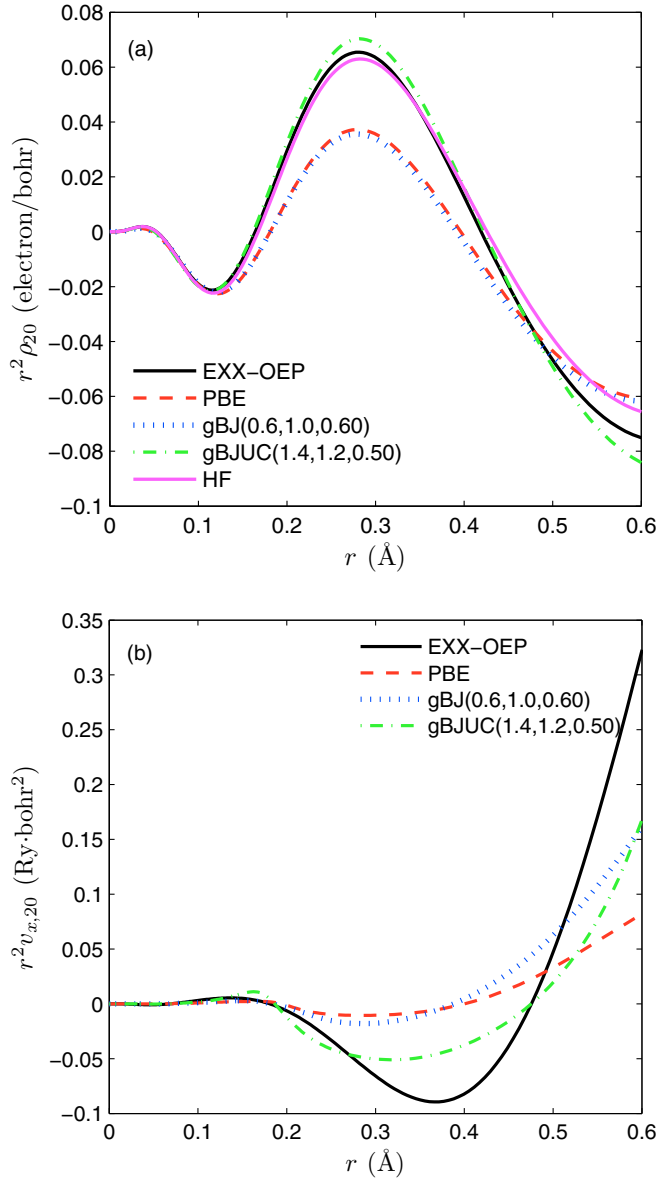 (a)
0.08
0.06
0.04
0.02
0
−0.02
−0.04
−0.06
−0.08
−0.1
r²ρ₂₀ (electron/bohr)
EXX−OEP
PBE
gBJ(0.6,1.0,0.60)
gBJUC(1.4,1.2,0.50)
HF
0 0.1 0.2 0.3 0.4 0.5 0.6
r (Å)
(b)
0.35
0.3
0.25
0.2
0.15
0.1
0.05
0
−0.05
−0.1
r²vₓ,₂₀ (Ry·bohr²)
EXX−OEP
PBE
gBJ(0.6,1.0,0.60)
gBJUC(1.4,1.2,0.50)
0 0.1 0.2 0.3 0.4 0.5 0.6
r (Å)